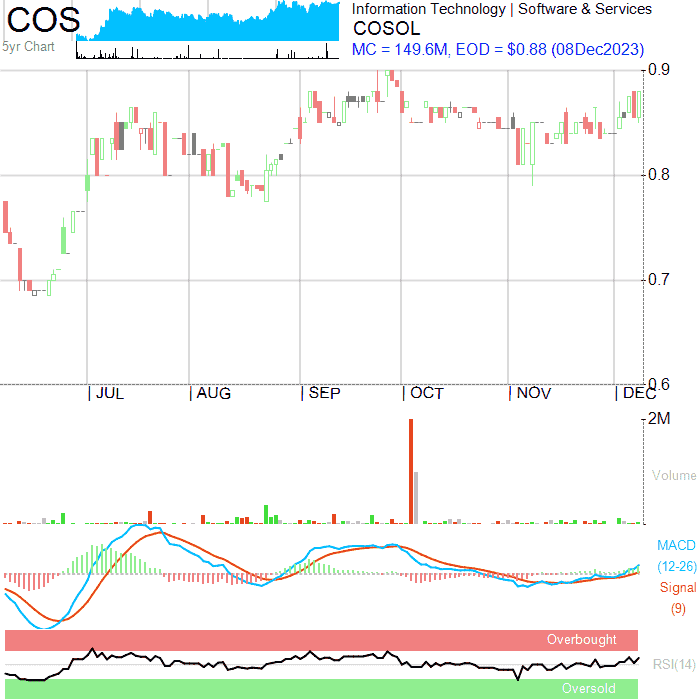 COS
5yr Chart
Information Technology | Software & Services
COSOL
MC = 149.6M, EOD = $0.88 (08Dec2023)
0.9
0.8
0.7
0.6
| JUL
| AUG
| SEP
| OCT
| NOV
| DEC
2M
Volume
MACD
(12-26)
Signal
(9)
Overbought
RSI(14)
Oversold